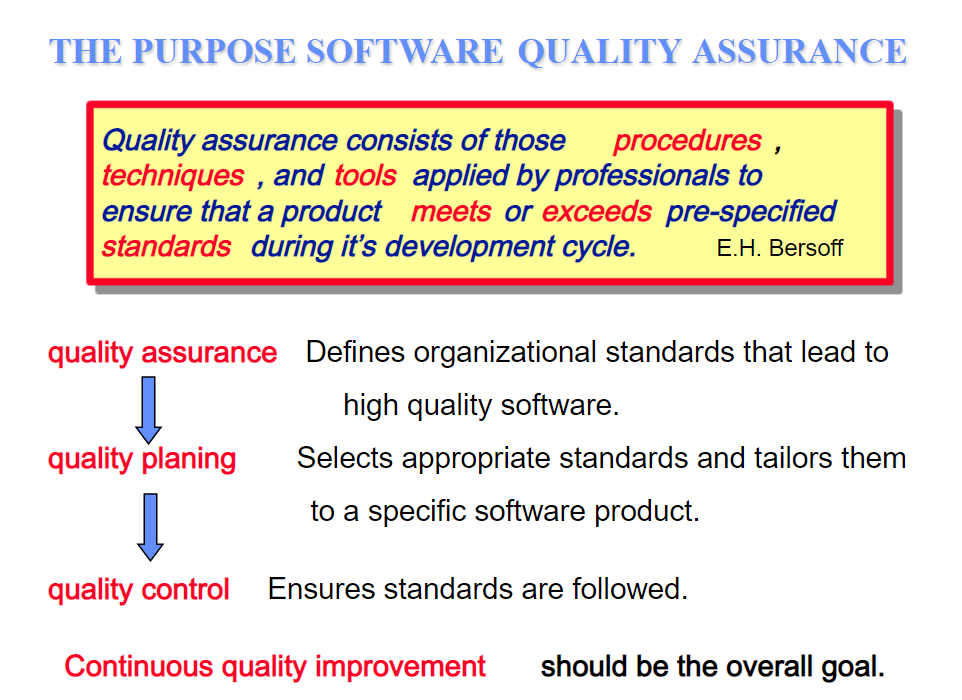 THE PURPOSE SOFTWARE QUALITY ASSURANCE
Quality assurance consists of those procedures ,
techniques , and tools applied by professionals to
ensure that a product meets or exceeds pre-specified
standards during it’s development cycle. E.H. Bersoff
quality assurance Defines organizational standards that lead to
high quality software.
quality planing Selects appropriate standards and tailors them
to a specific software product.
quality control Ensures standards are followed.
Continuous quality improvement should be the overall goal.